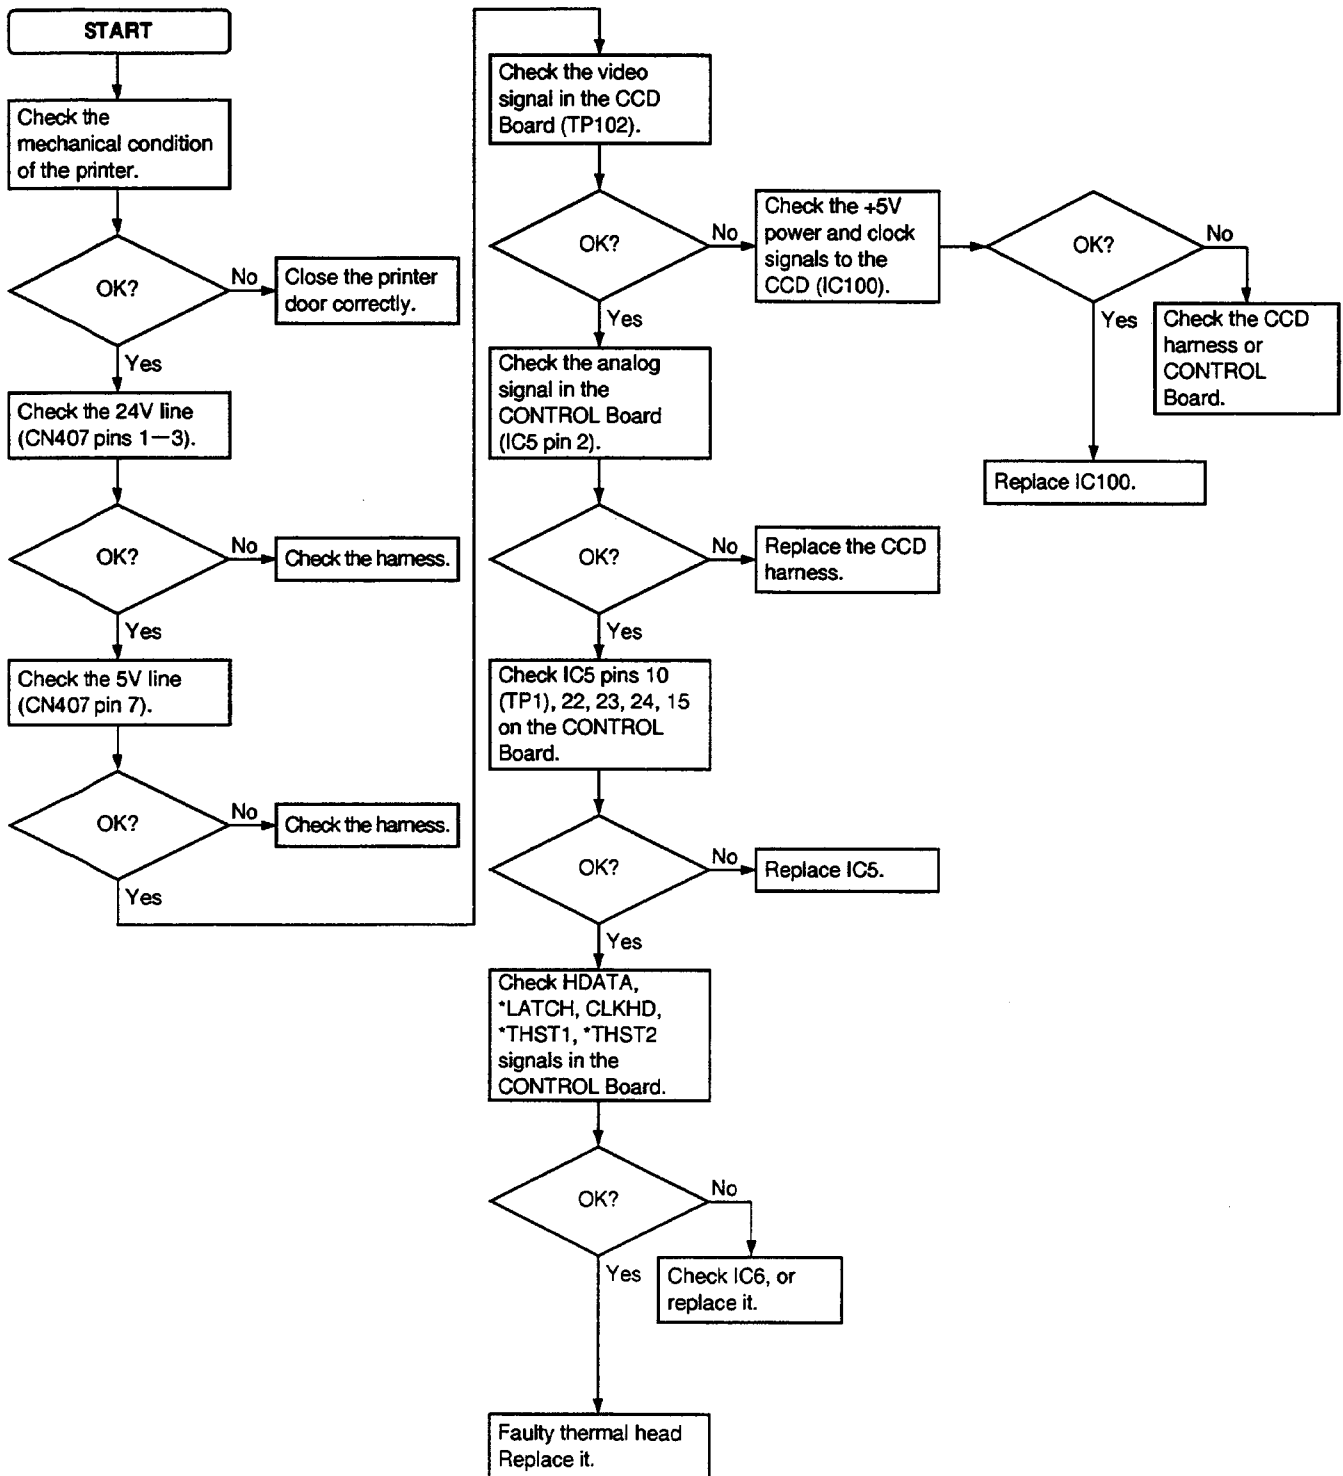 START
Check the
mechanical condition
of the printer.
OK?
No
Close the printer
door correctly.
Yes
Check the 24V line
(CN407 pins 1—3).
OK?
No
Check the harness.
Yes
Check the 5V line
(CN407 pin 7).
OK?
No
Check the harness.
Yes
Check the video
signal in the CCD
Board (TP102).
OK?
No
Check the +5V
power and clock
signals to the
CCD (IC100).
OK?
No
Check the CCD
harness or
CONTROL
Board.
Yes
Replace IC100.
Yes
Check the analog
signal in the
CONTROL Board
(IC5 pin 2).
OK?
No
Replace the CCD
harness.
Yes
Check IC5 pins 10
(TP1), 22, 23, 24, 15
on the CONTROL
Board.
OK?
No
Replace IC5.
Yes
Check HDATA,
*LATCH, CLKHD,
*THST1, *THST2
signals in the
CONTROL Board.
OK?
No
Check IC6, or
replace it.
Yes
Faulty thermal head
Replace it.